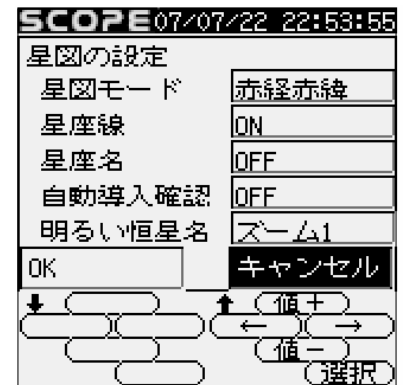 SCOPE 07/07/22 22:53:55
星図の設定
星図モード 赤経赤緯
星座線 ON
星座名 OFF
自動導入確認 OFF
明るい恒星名 ズーム1
OK キャンセル
↓ ↑ 値+
← →
値-
選択